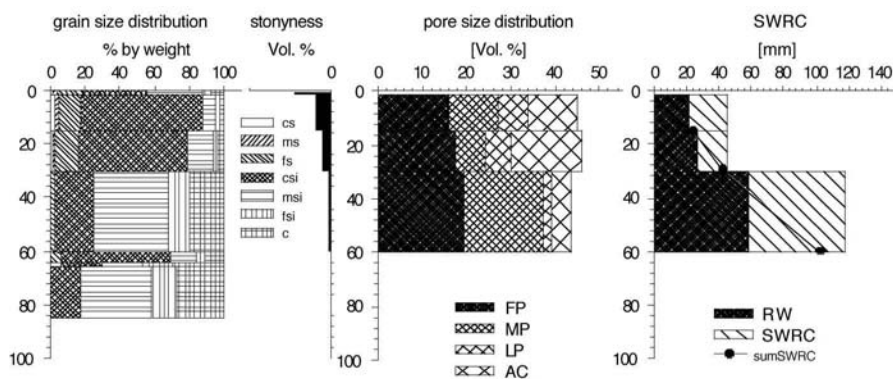 grain size distribution
% by weight
0 20 40 60 80 100
0
20
40
60
80
100
stonyness
Vol. %
0
cs
ms
fs
csi
msi
fsi
c
pore size distribution
[Vol. %]
0 10 20 30 40 50
0
20
40
60
80
100
FP
MP
LP
AC
SWRC
[mm]
0 20 40 60 80 100 120 140
0
20
40
60
80
100
RW
SWRC
sumSWRC